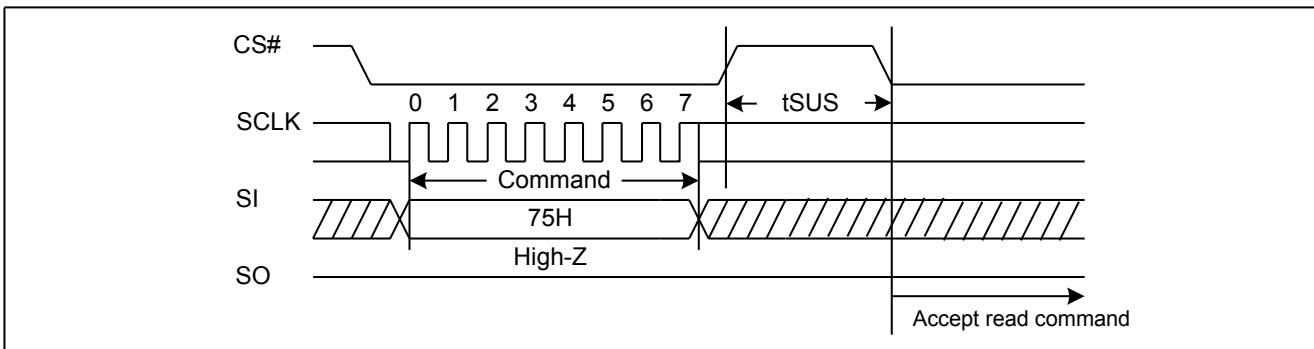 CS#
tSUS
0 1 2 3 4 5 6 7
SCLK
Command
SI
75H
High-Z
SO
Accept read command